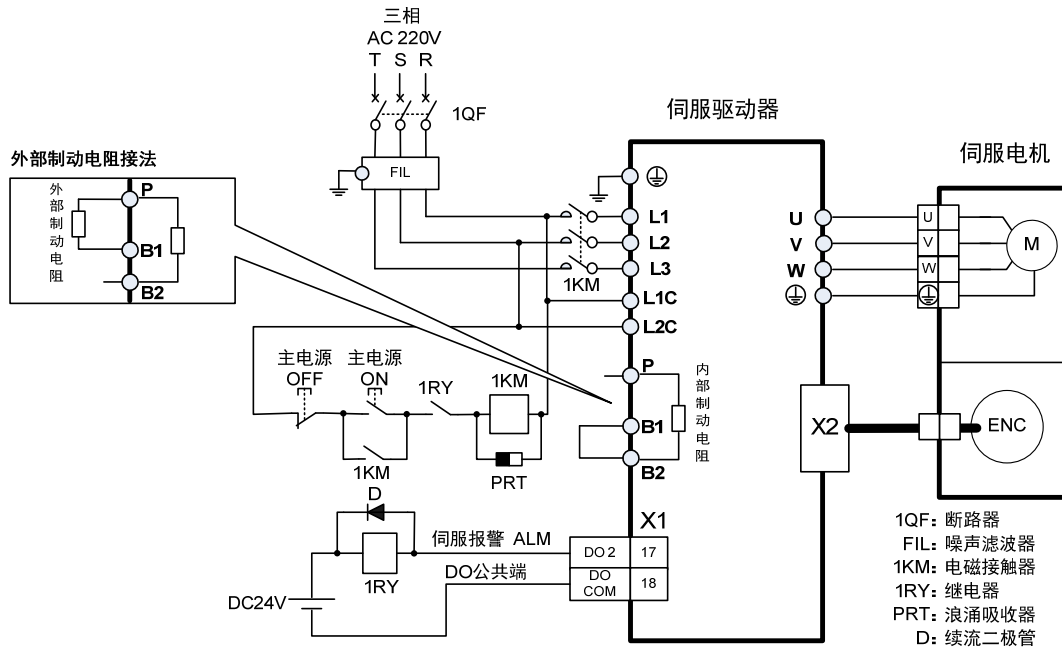 三相
AC 220V
T S R
1QF
伺服驱动器
伺服电机
外部制动电阻接法
FIL
外部制动电阻
P
B1
B2
L1
L2
L3
1KM
L1C
L2C
U
V
W
U
V
W
M
主电源
OFF
主电源
ON
1RY
1KM
1KM
PRT
P
B1
B2
内部制动电阻
X2
ENC
D
1RY
DC24V
伺服报警 ALM
DO公共端
X1
DO 2
17
DO
COM
18
1QF：断路器
FIL：噪声滤波器
1KM：电磁接触器
1RY：继电器
PRT：浪涌吸收器
D：续流二极管